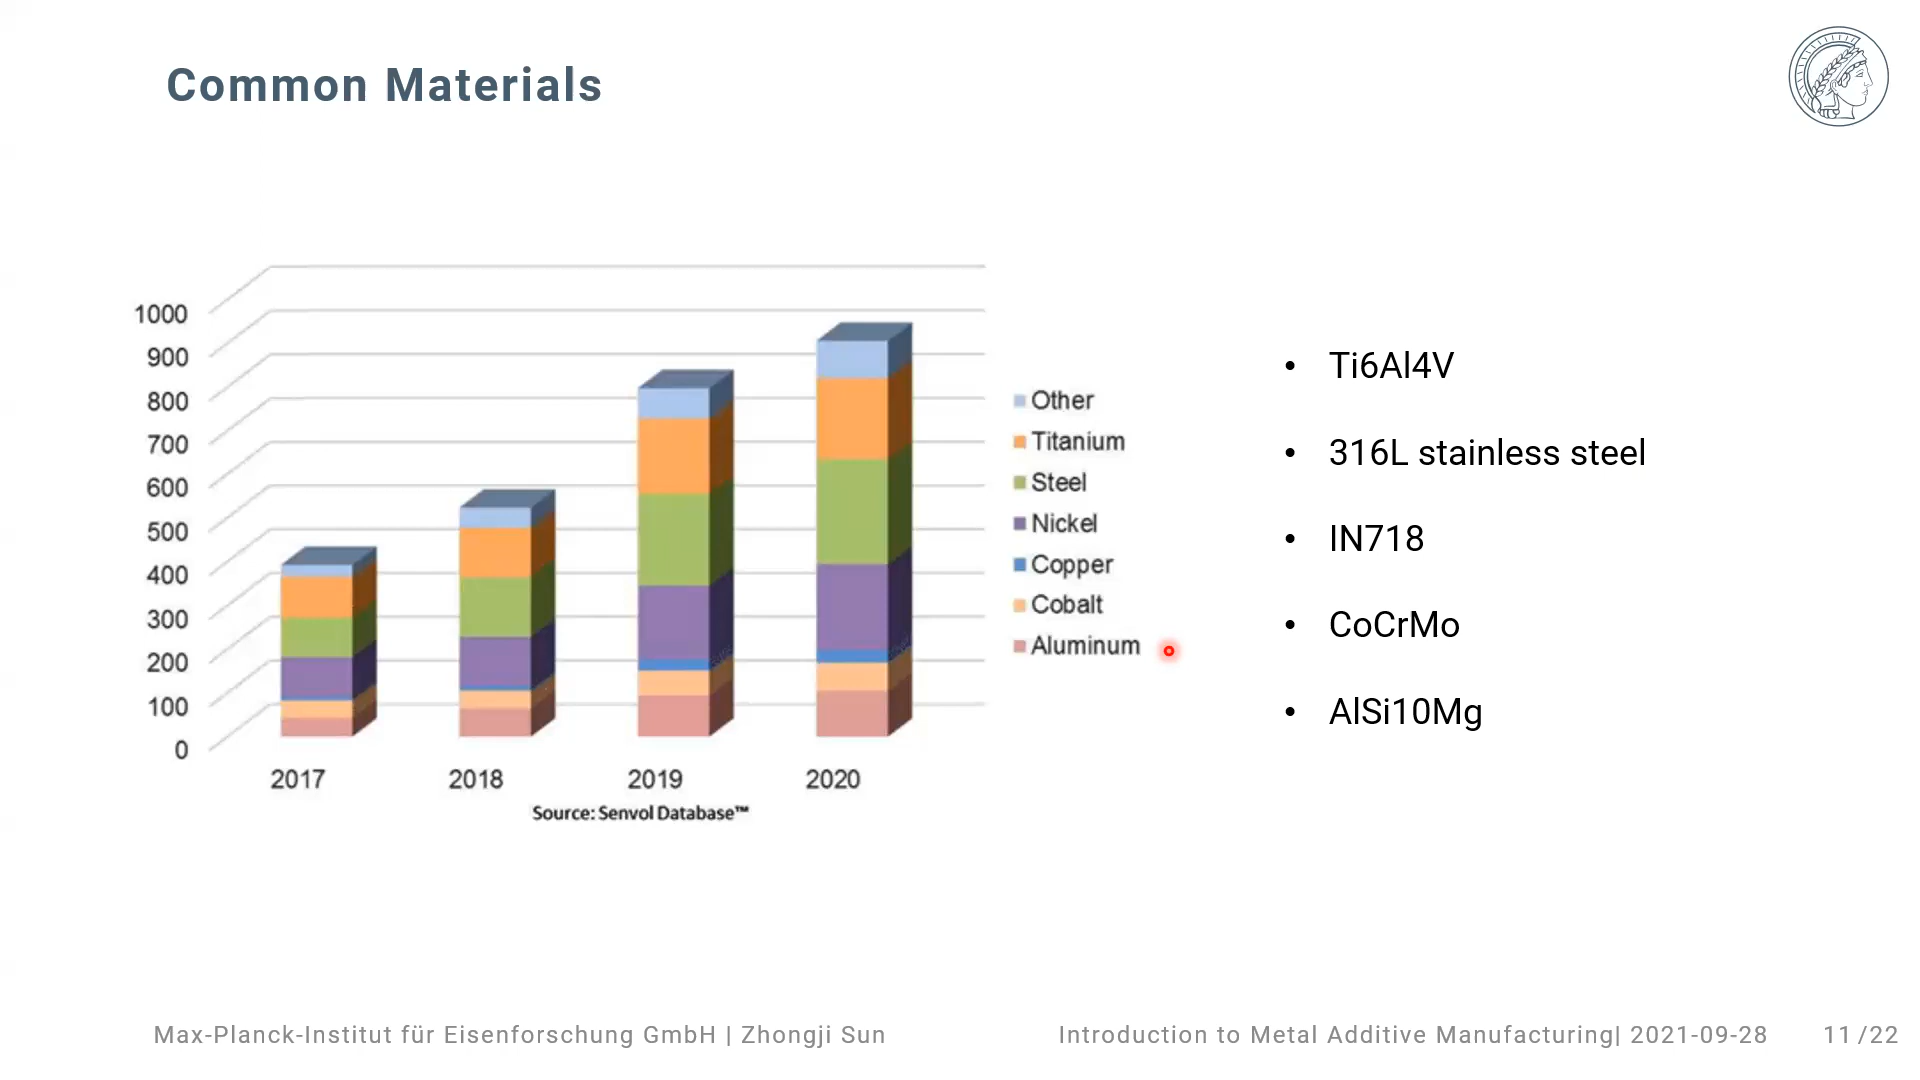 Common Materials
1000
900
800
700
600
500
400
300
200
100
0
2017 2018 2019 2020
Source: Senvol Database™
Other
Titanium
Steel
Nickel
Copper
Cobalt
Aluminum
• Ti6Al4V
• 316L stainless steel
• IN718
• CoCrMo
• AlSi10Mg
Max-Planck-Institut für Eisenforschung GmbH | Zhongji Sun
Introduction to Metal Additive Manufacturing| 2021-09-28
11/22